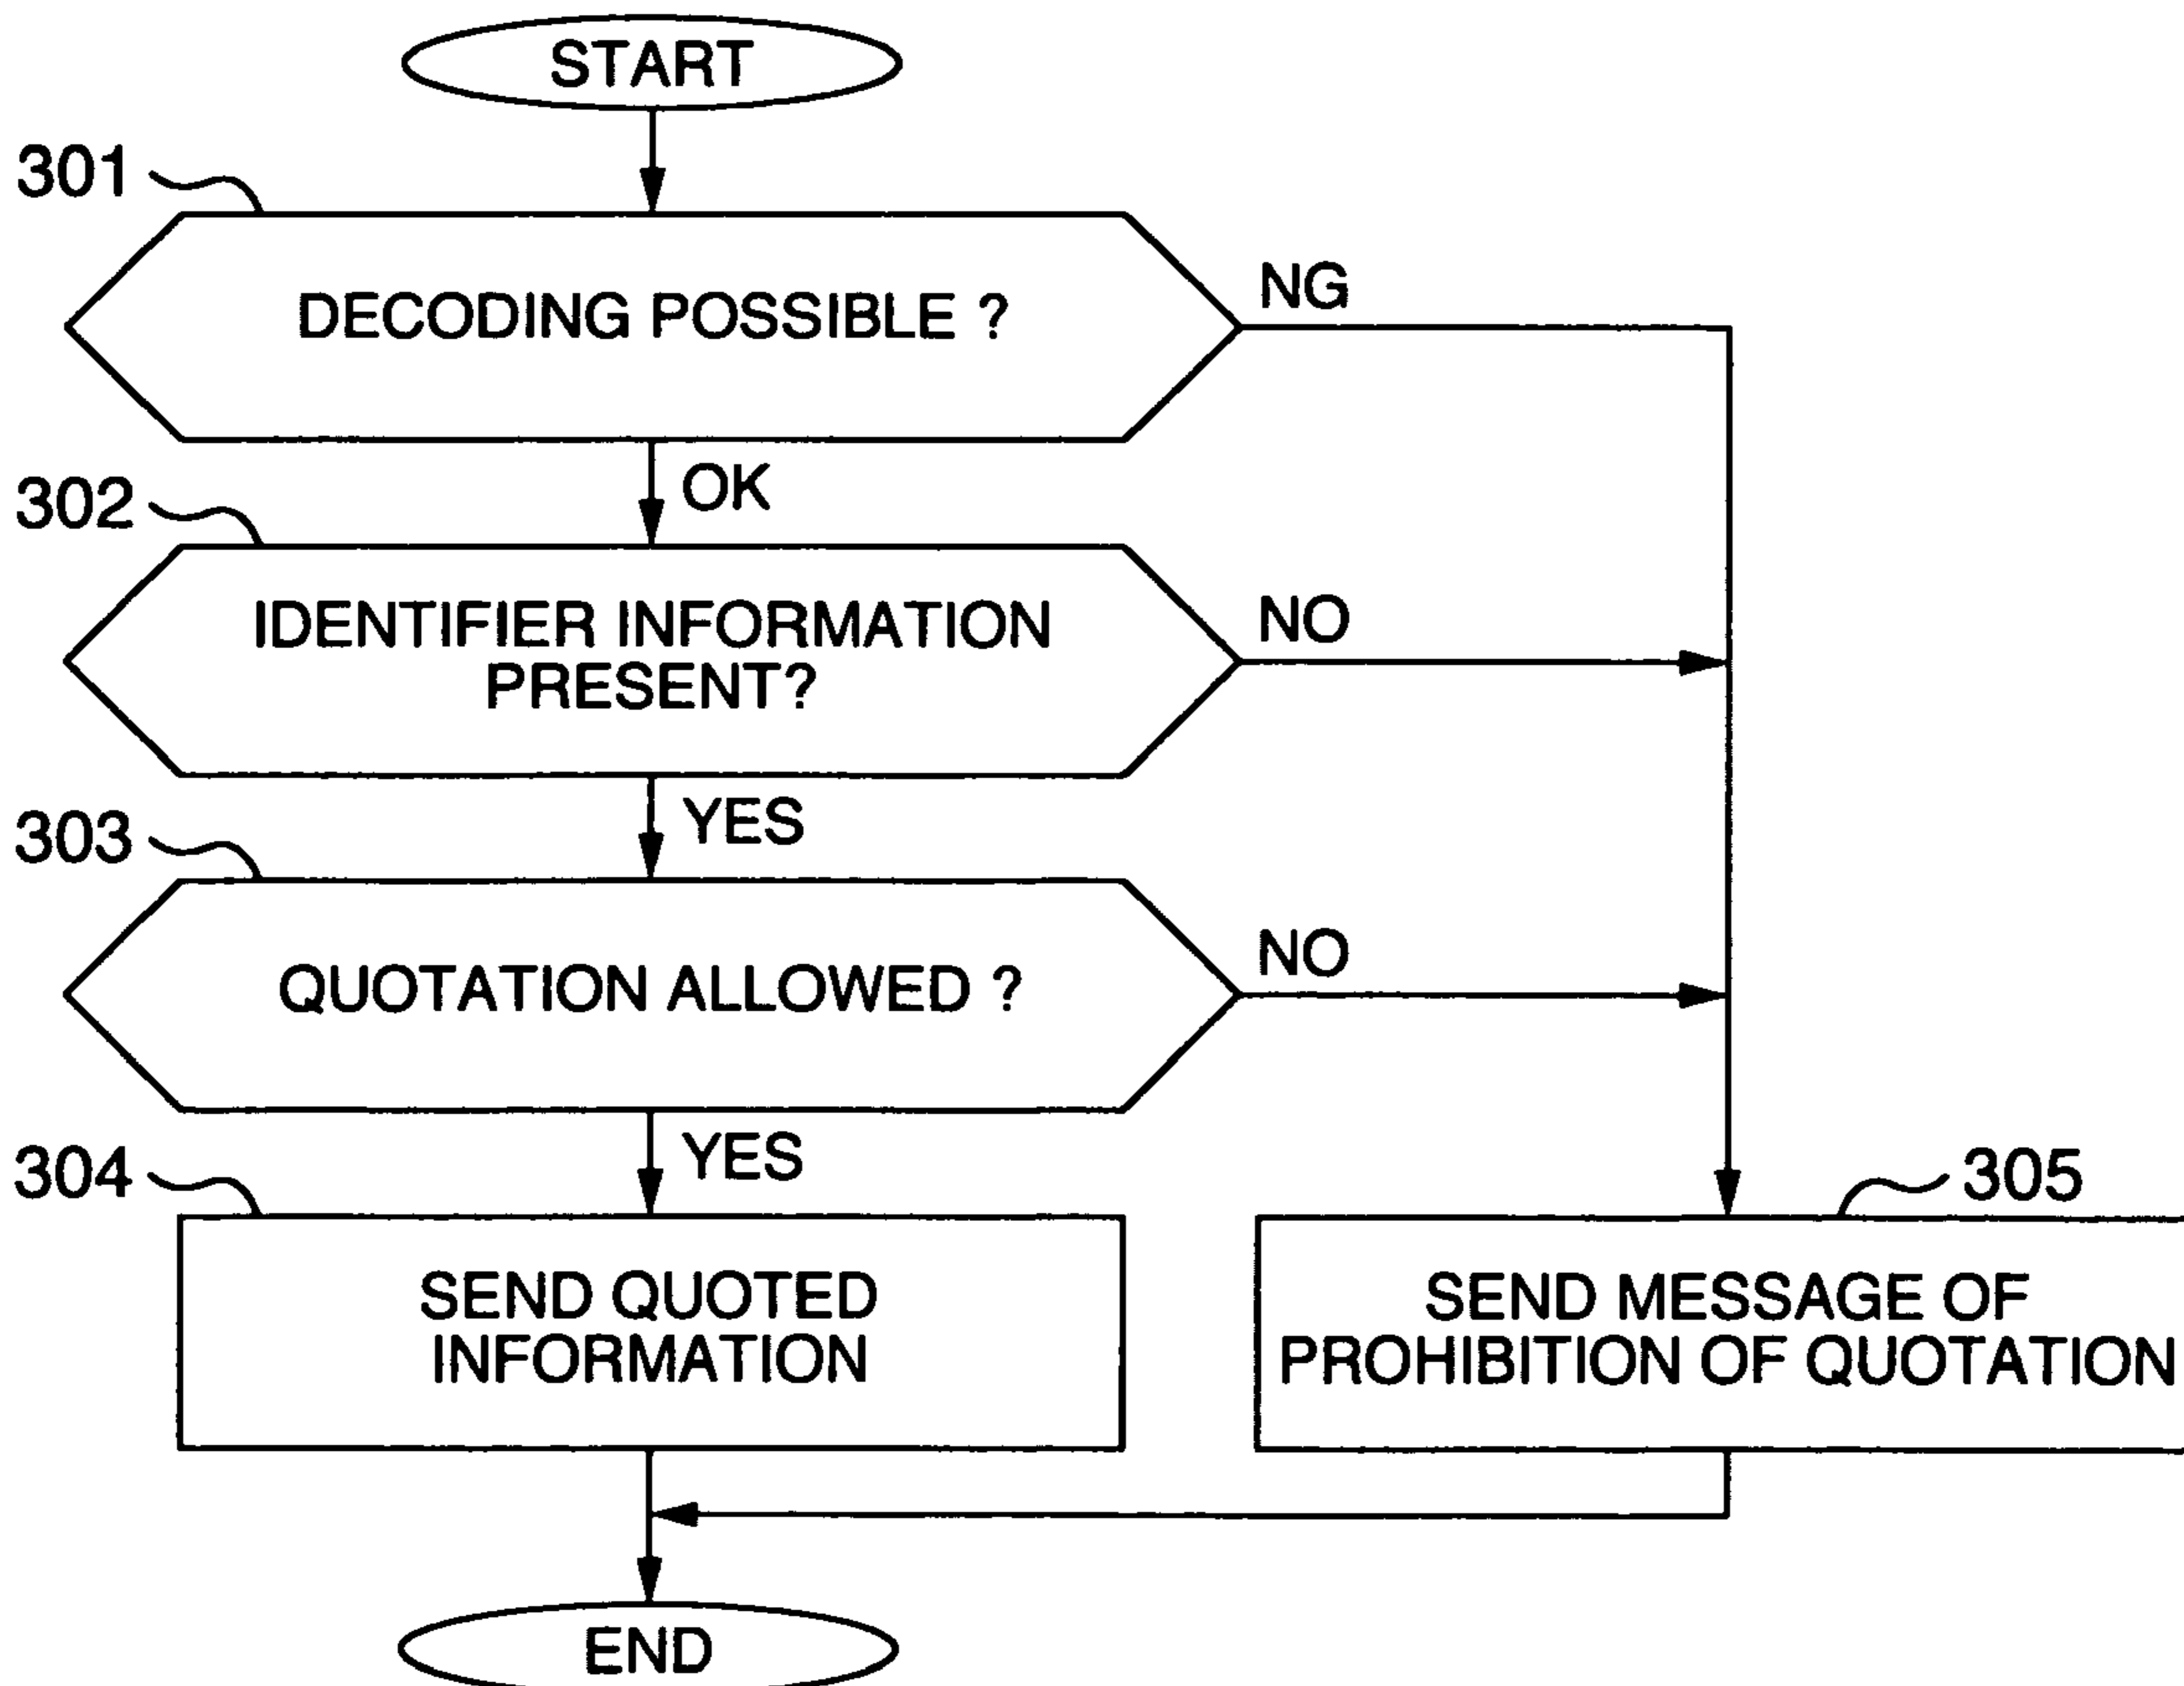 START
301
DECODING POSSIBLE ?
NG
OK
302
IDENTIFIER INFORMATION
PRESENT?
NO
YES
303
QUOTATION ALLOWED ?
NO
YES
304
SEND QUOTED
INFORMATION
305
SEND MESSAGE OF
PROHIBITION OF QUOTATION
END